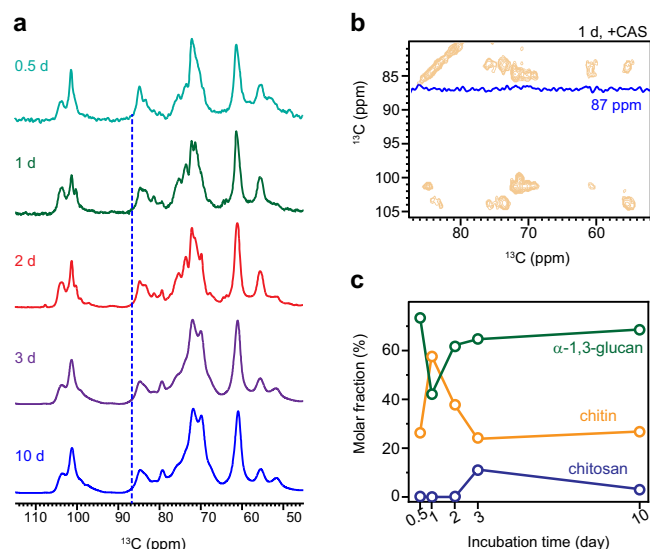 a
0.5 d
1 d
2 d
3 d
10 d
110 100 90 80 70 60 50
¹³C (ppm)
b
1 d, +CAS
87 ppm
85
90
95
100
105
¹³C (ppm)
80 70 60
¹³C (ppm)
c
Molar fraction (%)
60
40
20
0
α-1,3-glucan
chitin
chitosan
0.5 1 2 3 10
Incubation time (day)